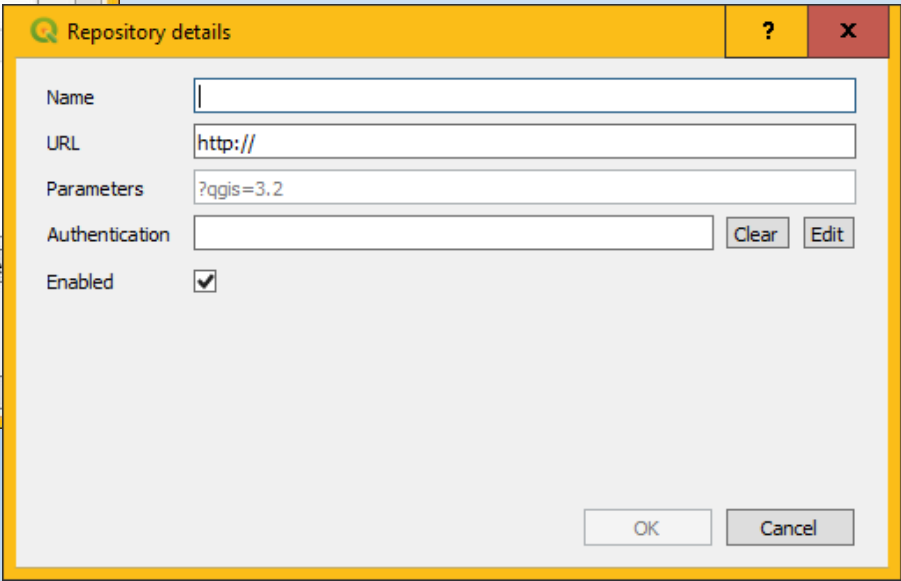 Repository details ? x
Name
URL http://
Parameters ?qgis=3.2
Authentication Clear Edit
Enabled
OK Cancel